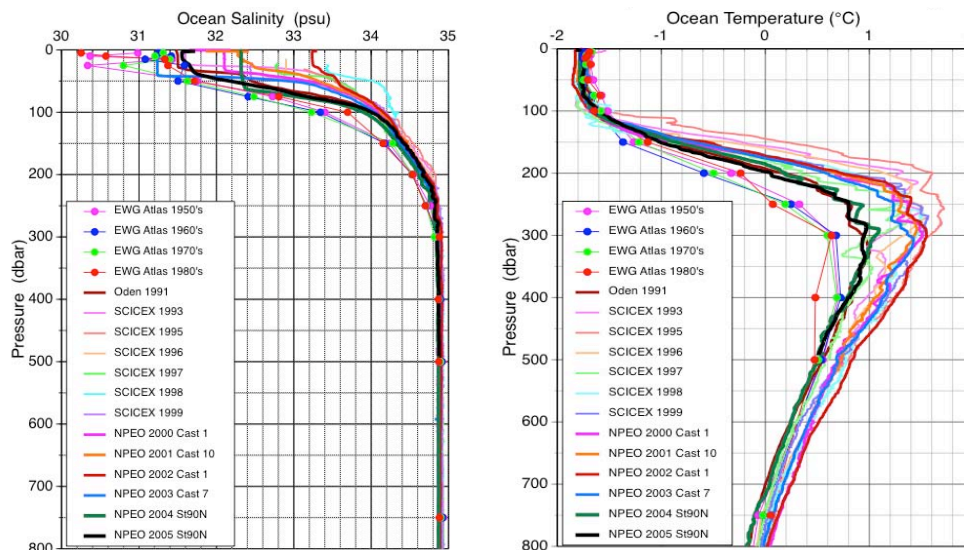 Ocean Salinity (psu)
30 31 32 33 34 35
0
100
200
300
400
500
600
700
800
Pressure (dbar)
EWG Atlas 1950's
EWG Atlas 1960's
EWG Atlas 1970's
EWG Atlas 1980's
Oden 1991
SCICEX 1993
SCICEX 1995
SCICEX 1996
SCICEX 1997
SCICEX 1998
SCICEX 1999
NPEO 2000 Cast 1
NPEO 2001 Cast 10
NPEO 2002 Cast 1
NPEO 2003 Cast 7
NPEO 2004 St90N
NPEO 2005 St90N
Ocean Temperature (°C)
-2 -1 0 1
0
100
200
300
400
500
600
700
800
Pressure (dbar)
EWG Atlas 1950's
EWG Atlas 1960's
EWG Atlas 1970's
EWG Atlas 1980's
Oden 1991
SCICEX 1993
SCICEX 1995
SCICEX 1996
SCICEX 1997
SCICEX 1998
SCICEX 1999
NPEO 2000 Cast 1
NPEO 2001 Cast 10
NPEO 2002 Cast 1
NPEO 2003 Cast 7
NPEO 2004 St90N
NPEO 2005 St90N